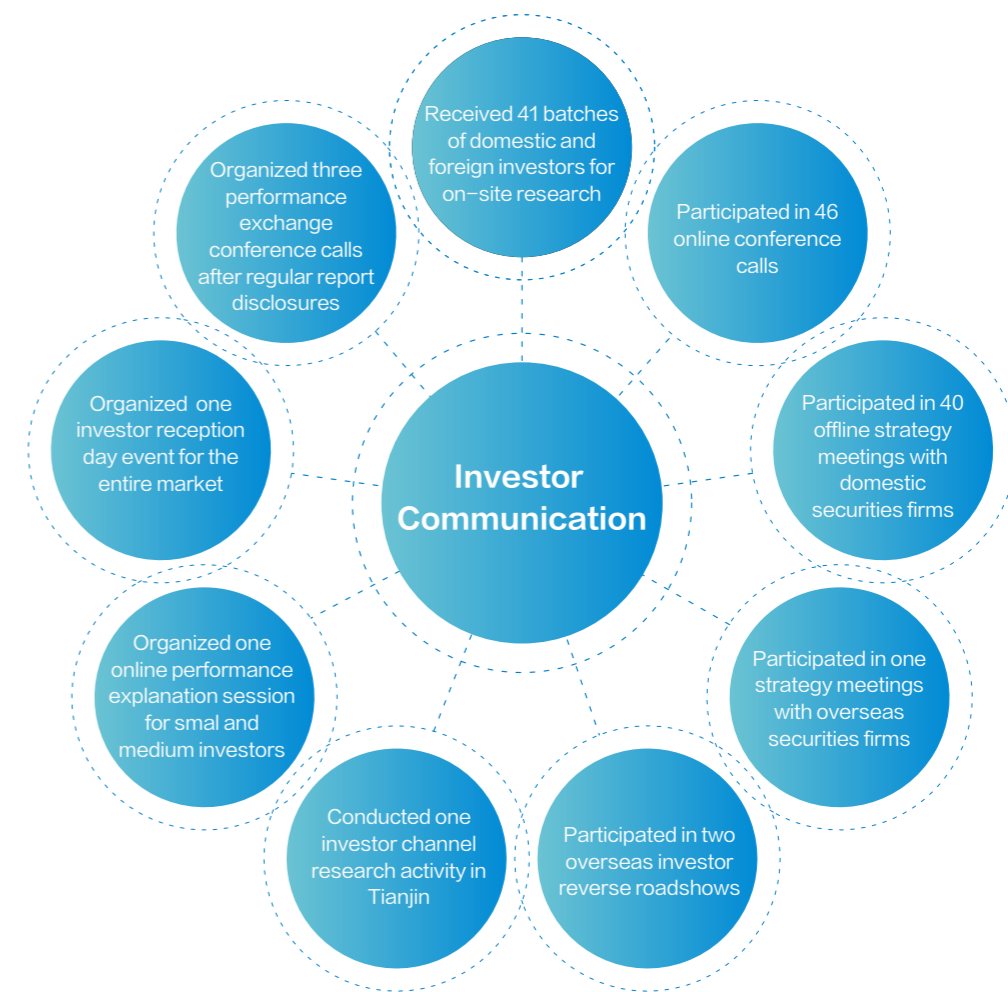 Received 41 batches
of domestic and
foreign investors for
on-site research
Participated in 46
online conference
calls
Participated in 40
offline strategy
meetings with
domestic
securities firms
Participated in one
strategy meetings
with overseas
securities firms
Participated in two
overseas investor
reverse roadshows
Conducted one
investor channel
research activity in
Tianjin
Organized one
online performance
explanation session
for smal and
medium investors
Organized one
investor reception
day event for the
entire market
Organized three
performance
exchange
conference calls
after regular report
disclosures
Investor
Communication